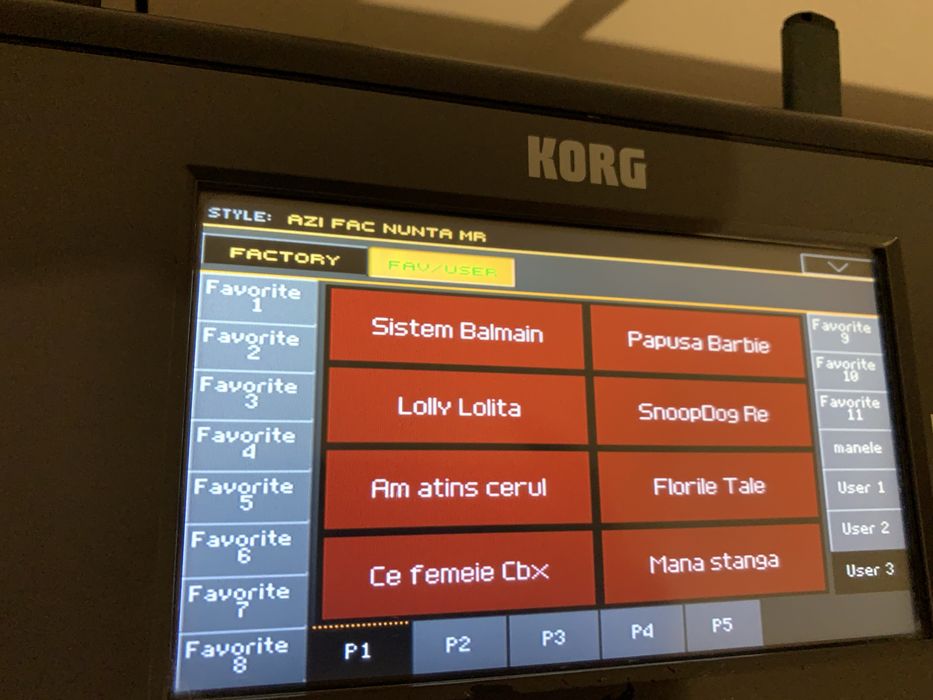 KORG
STYLE: AZI FAC NUNTA MR
FACTORY
FAV/USER
Favorite
1
Favorite
2
Favorite
3
Favorite
4
Favorite
5
Favorite
6
Favorite
7
Favorite
8
Sistem Balmain
Papusa Barbie
Lolly Lolita
SnoopDog Re
Am atins cerul
Florile Tale
Ce femeie Cbx
Mana stanga
Favorite
9
Favorite
10
Favorite
11
manele
User 1
User 2
User 3
P1
P2
P3
P4
P5